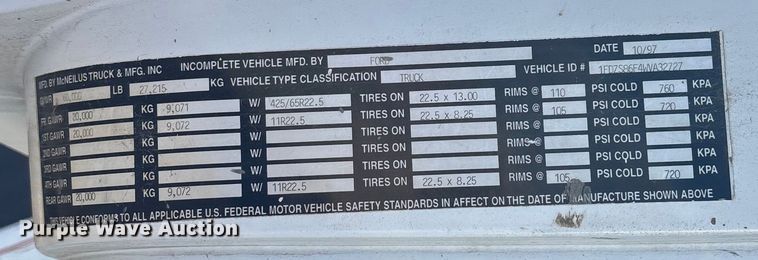 MFD. BY McNEILUS TRUCK & MFG. INC INCOMPLETE VEHICLE MFD. BY FORD DATE 10/97
GVWR 60,000 LB 27,215 KG VEHICLE TYPE CLASSIFICATION TRUCK VEHICLE ID #
FR. GAWR 20,000 KG 9,071 W/ 425/65R22.5 TIRES ON 22.5 x 13.00 RIMS @ 110 PSI COLD 760 KPA
1ST GAWR 20,000 KG 9,072 W/ 11R22.5 TIRES ON 22.5 x 8.25 RIMS @ 105 PSI COLD 720 KPA
2ND GAWR KG W/ TIRES ON RIMS @ PSI COLD KPA
3RD GAWR KG W/ TIRES ON RIMS @ PSI COLD KPA
4TH GAWR KG W/ TIRES ON RIMS @ PSI COLD KPA
REAR GAWR 20,000 KG 9,072 W/ 11R22.5 TIRES ON 22.5 x 8.25 RIMS @ 105 PSI COLD 720 KPA
THIS VEHICLE CONFORMS TO ALL APPLICABLE U.S. FEDERAL MOTOR VEHICLE SAFETY STANDARDS IN AFFECT ON THE DATE OF MANUFACTURE SHOWN ABOVE
Purple Wave Auction